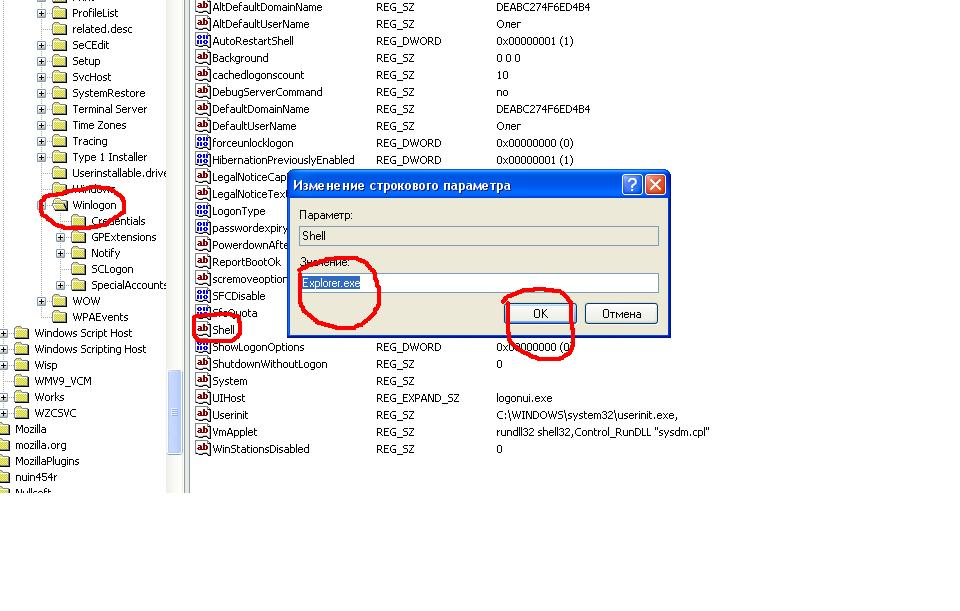 ProfileList
related.desc
SeCEdit
Setup
SvcHost
SystemRestore
Terminal Server
Time Zones
Tracing
Type 1 Installer
Userinstallable.drive
Windows
Winlogon
Credentials
GPExtensions
Notify
SCLogon
SpecialAccounts
WOW
WPAEvents
Windows Script Host
Windows Scripting Host
Wisp
WMV9_VCM
Works
WZCSVC
Mozilla
mozilla.org
MozillaPlugins
nuin454r
Nullsoft
AltDefaultDomainName REG_SZ DEABC274F6ED4B4
AltDefaultUserName REG_SZ Олег
AutoRestartShell REG_DWORD 0x00000001 (1)
Background REG_SZ 0 0 0
cachedlogonscount REG_SZ 10
DebugServerCommand REG_SZ no
DefaultDomainName REG_SZ DEABC274F6ED4B4
DefaultUserName REG_SZ Олег
forceunlocklogon REG_DWORD 0x00000000 (0)
HibernationPreviouslyEnabled REG_DWORD 0x00000001 (1)
LegalNoticeCap
LegalNoticeText
LogonType
passwordexpiry
PowerdownAfte
ReportBootOk
scremoveoption
SFCDisable
SfcQuota
Shell
ShowLogonOptions REG_DWORD 0x00000000 (0)
ShutdownWithoutLogon REG_SZ 0
System REG_SZ
UIHost REG_EXPAND_SZ logonui.exe
Userinit REG_SZ C:\WINDOWS\system32\userinit.exe,
VmApplet REG_SZ rundll32 shell32,Control_RunDLL "sysdm.cpl"
WinStationsDisabled REG_SZ 0
Изменение строкового параметра
Параметр:
Shell
Значение:
Explorer.exe
OK
Отмена